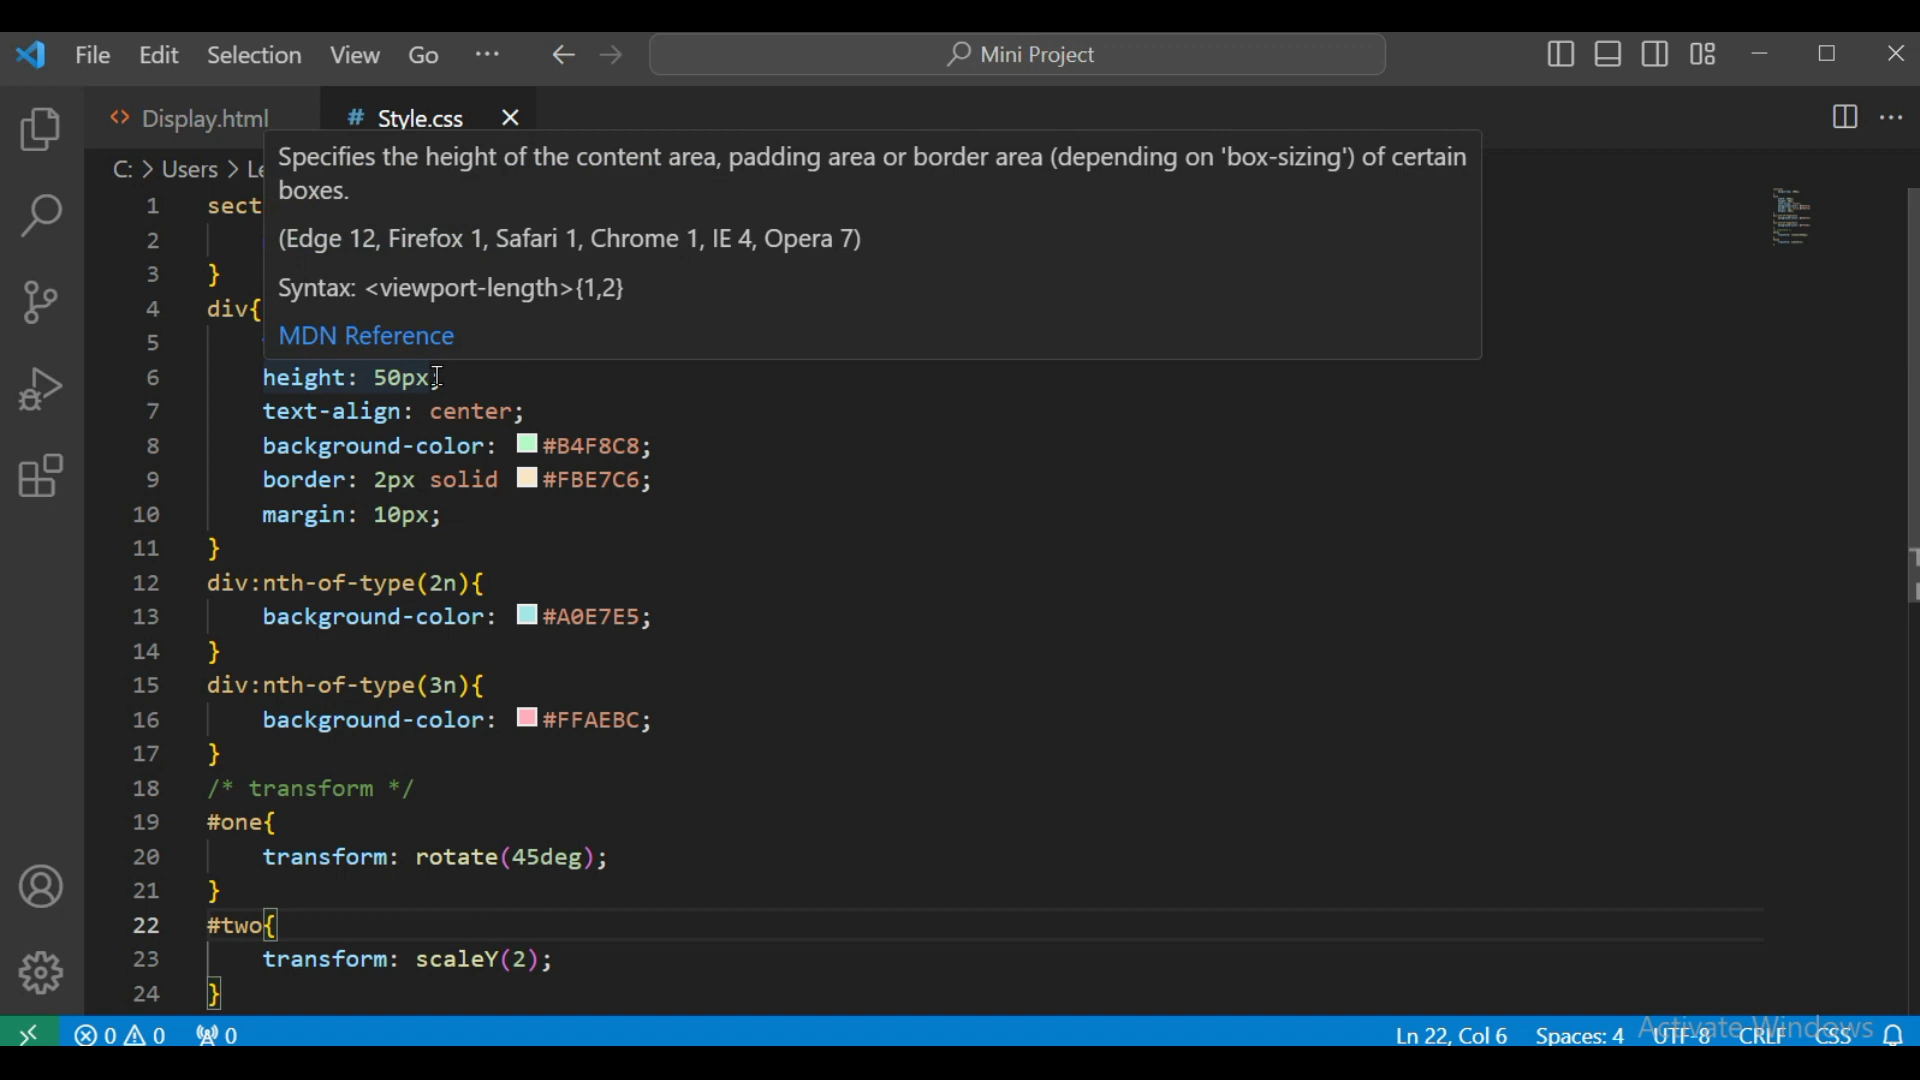 File Edit Selection View Go ··· Mini Project
Display.html # Style.css
C: > Users > Le
Specifies the height of the content area, padding area or border area (depending on 'box-sizing') of certain
boxes.
(Edge 12, Firefox 1, Safari 1, Chrome 1, IE 4, Opera 7)
Syntax: <viewport-length>{1,2}
MDN Reference
1 sect
2
3 }
4 div{
5
6 height: 50px;
7 text-align: center;
8 background-color: #B4F8C8;
9 border: 2px solid #FBE7C6;
10 margin: 10px;
11 }
12 div:nth-of-type(2n){
13 background-color: #A0E7E5;
14 }
15 div:nth-of-type(3n){
16 background-color: #FFAEBC;
17 }
18 /* transform */
19 #one{
20 transform: rotate(45deg);
21 }
22 #two{
23 transform: scaleY(2);
24 }
0 0 0 Ln 22, Col 6 Spaces: 4 UTF-8 CRLF CSS
Activate Windows